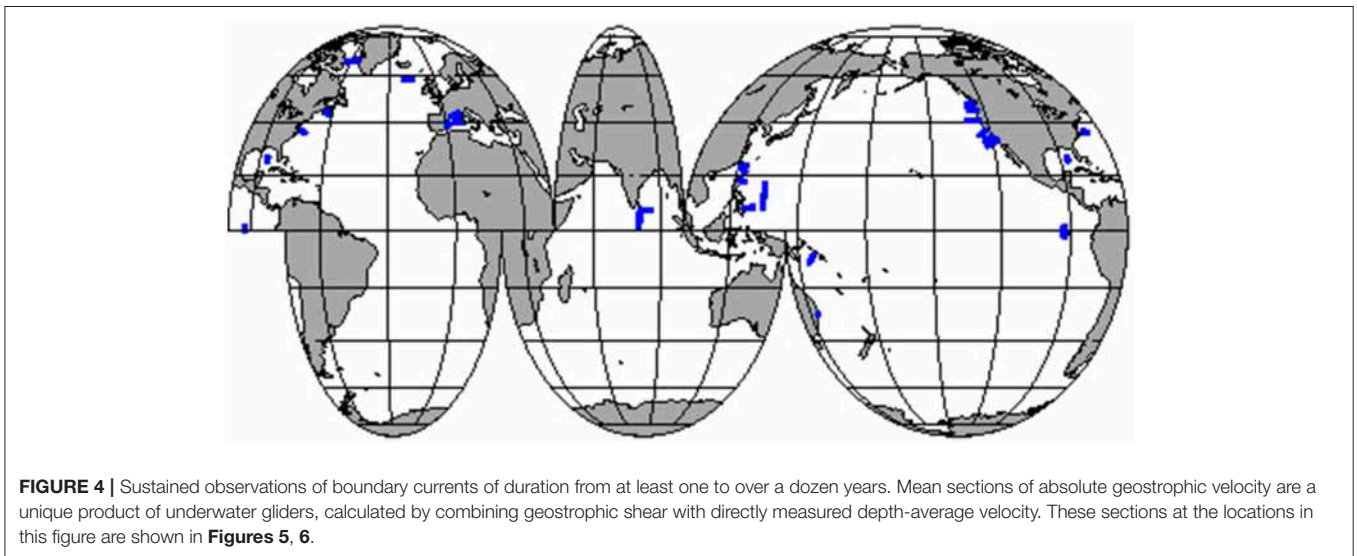 FIGURE 4 | Sustained observations of boundary currents of duration from at least one to over a dozen years. Mean sections of absolute geostrophic velocity are a
unique product of underwater gliders, calculated by combining geostrophic shear with directly measured depth-average velocity. These sections at the locations in
this figure are shown in Figures 5, 6.